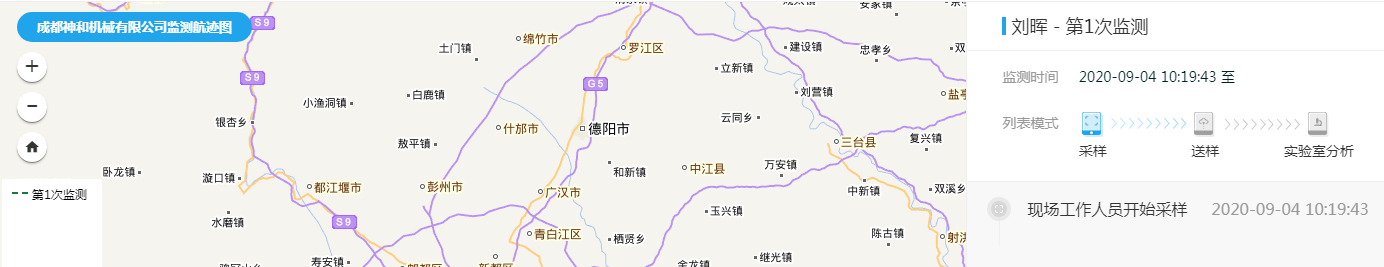 成都神和机械有限公司监测航迹图
S9
绵竹市
罗江区
安家镇
建设镇
忠孝乡
土门镇
S9
立新镇
G5
白鹿镇
刘营镇
小渔洞镇
银杏乡
什邡市
德阳市
云同乡
敖平镇
三台县
复兴镇
卧龙镇
漩口镇
都江堰市
彭州市
和新镇
中江县
万安镇
中新镇
双溪乡
第1次监测
广汉市
水磨镇
S9
玉兴镇
青白江区
栖贤乡
陈古镇
寿安镇
继光镇
刘晖 - 第1次监测
监测时间 2020-09-04 10:19:43 至
列表模式
采样 送样 实验室分析
现场工作人员开始采样 2020-09-04 10:19:43